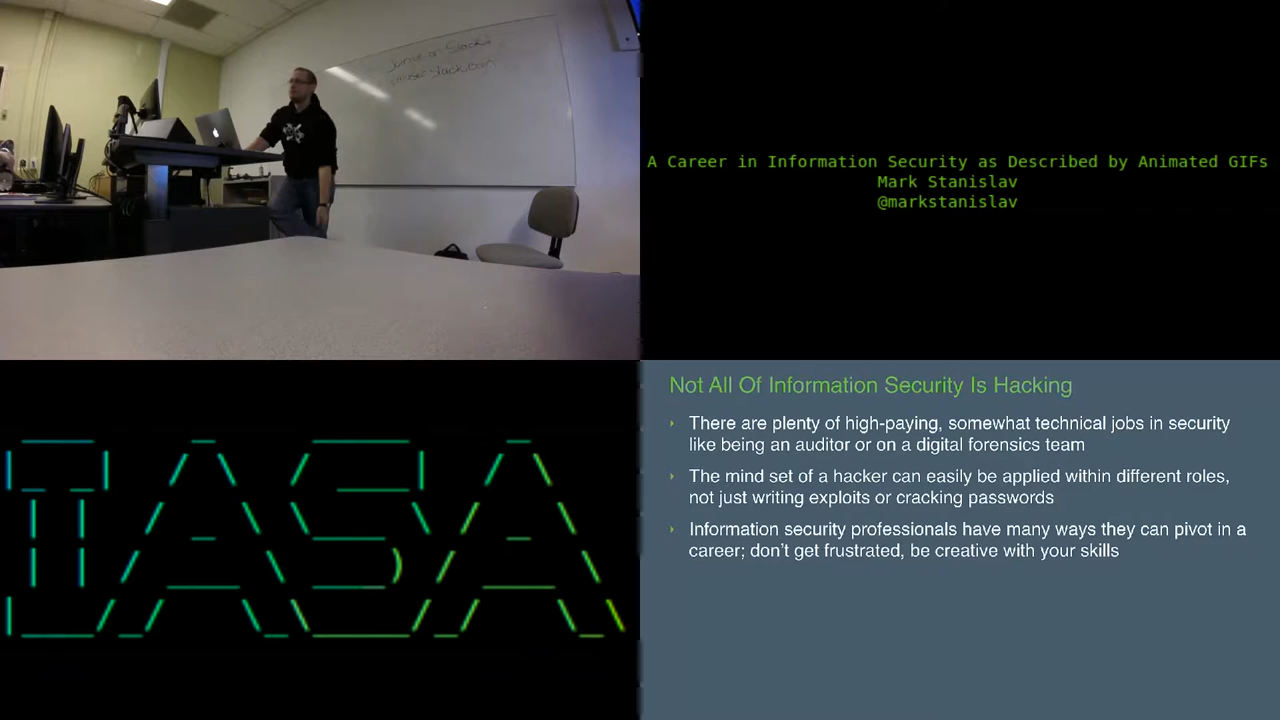 A Career in Information Security as Described by Animated GIFs
Mark Stanislav
@markstanislav
IASA
Not All Of Information Security Is Hacking
There are plenty of high-paying, somewhat technical jobs in security
like being an auditor or on a digital forensics team
The mind set of a hacker can easily be applied within different roles,
not just writing exploits or cracking passwords
Information security professionals have many ways they can pivot in a
career; don't get frustrated, be creative with your skills